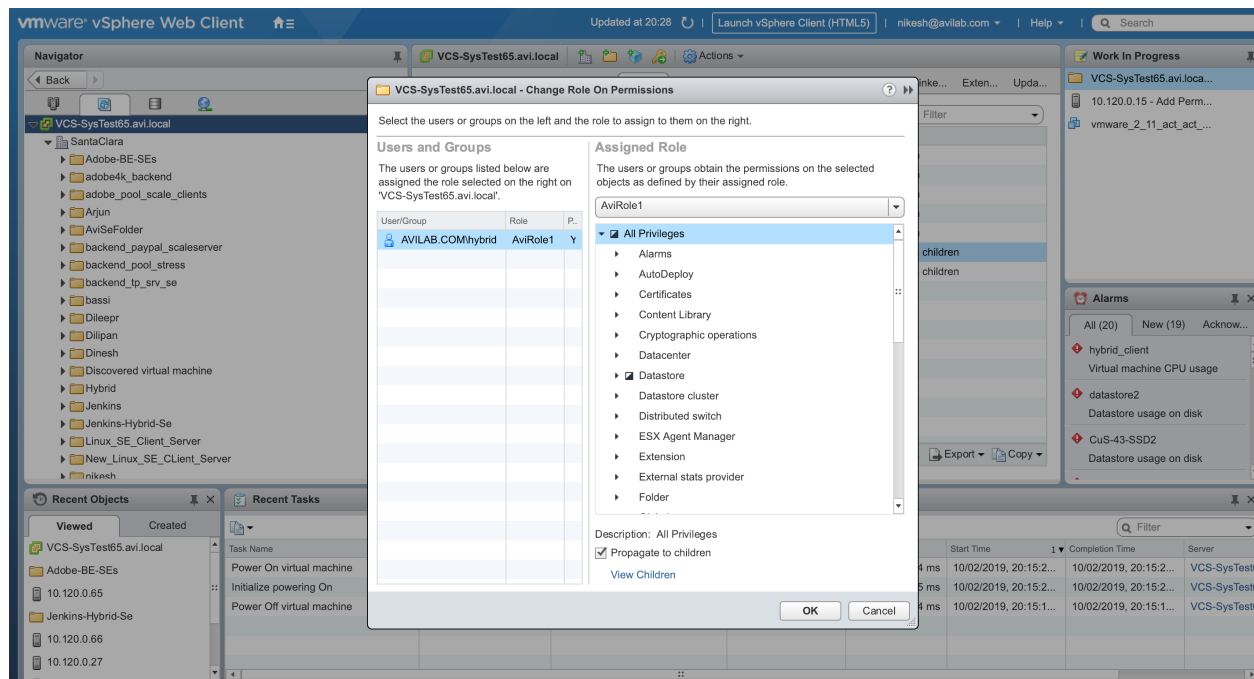 vmware® vSphere Web Client
Updated at 20:28
Launch vSphere Client (HTML5)
nikesh@avilab.com
Help
Search
Navigator
Back
VCS-SysTest65.avi.local
SantaClara
Adobe-BE-SEs
adobe4k_backend
adobe_pool_scale_clients
Arjun
AviSeFolder
backend_paypal_scaleserver
backend_pool_stress
backend_tp_srv_se
bassi
Dileepr
Dilipan
Dinesh
Discovered virtual machine
Hybrid
Jenkins
Jenkins-Hybrid-Se
Linux_SE_Client_Server
New_Linux_SE_CLient_Server
nikesh
VCS-SysTest65.avi.local
Actions
inke...
Exten...
Upda...
Filter
children
children
Export
Copy
VCS-SysTest65.avi.local - Change Role On Permissions
Select the users or groups on the left and the role to assign to them on the right.
Users and Groups
The users or groups listed below are
assigned the role selected on the right on
'VCS-SysTest65.avi.local'.
User/Group Role P..
AVILAB.COM\hybrid AviRole1 Y
Assigned Role
The users or groups obtain the permissions on the selected
objects as defined by their assigned role.
AviRole1
All Privileges
Alarms
AutoDeploy
Certificates
Content Library
Cryptographic operations
Datacenter
Datastore
Datastore cluster
Distributed switch
ESX Agent Manager
Extension
External stats provider
Folder
Description: All Privileges
Propagate to children
View Children
OK
Cancel
Work In Progress
VCS-SysTest65.avi.loca...
10.120.0.15 - Add Perm...
vmware_2_11_act_act_...
Alarms
All (20)
New (19)
Acknow...
hybrid_client
Virtual machine CPU usage
datastore2
Datastore usage on disk
CuS-43-SSD2
Datastore usage on disk
Recent Objects
Viewed
Created
VCS-SysTest65.avi.local
Adobe-BE-SEs
10.120.0.65
Jenkins-Hybrid-Se
10.120.0.66
10.120.0.27
Recent Tasks
Filter
Task Name Start Time 1 Completion Time Server
Power On virtual machine 4 ms 10/02/2019, 20:15:2... 10/02/2019, 20:15:2... VCS-SysTest
Initialize powering On 5 ms 10/02/2019, 20:15:2... 10/02/2019, 20:15:2... VCS-SysTest
Power Off virtual machine 4 ms 10/02/2019, 20:15:1... 10/02/2019, 20:15:1... VCS-SysTest